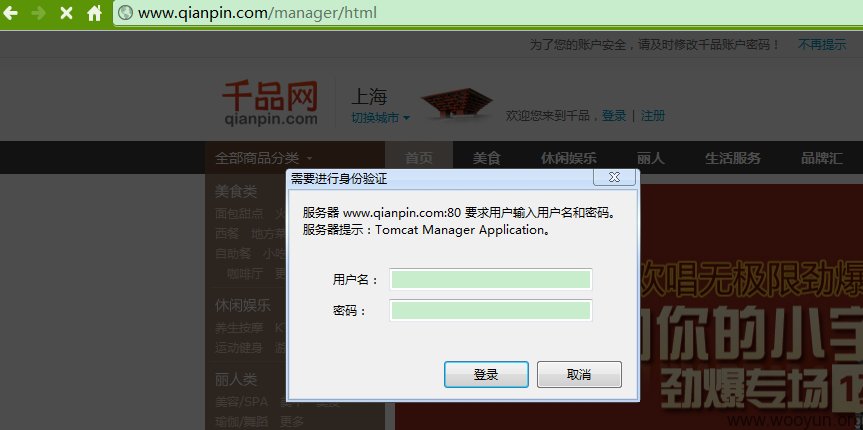 www.qianpin.com/manager/html
为了您的账户安全，请及时修改千品账户密码！ 不再提示
千品网
qianpin.com
上海
切换城市
欢迎您来到千品，登录 | 注册
全部商品分类 首页 美食 休闲娱乐 丽人 生活服务 品牌汇
需要进行身份验证
服务器 www.qianpin.com:80 要求用户输入用户名和密码。
服务器提示：Tomcat Manager Application。
用户名：
密码：
登录 取消
美食类
面包甜点
西餐 地方菜
自助餐 小吃
咖啡厅 更
休闲娱乐
养生按摩 K
运动健身 游
丽人类
美容/SPA
瑜伽/舞蹈 更多
欢唱无极限劲爆
你的小宇
劲爆专场
www.wooyun.org